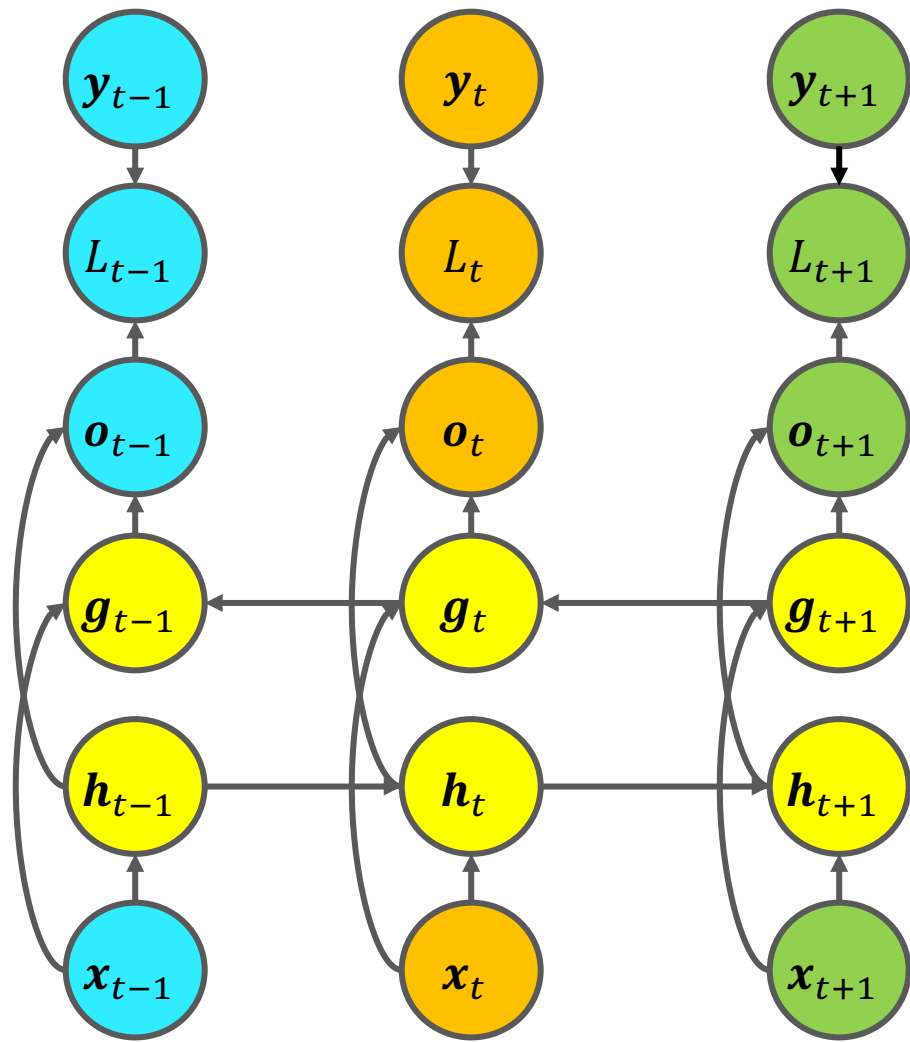 y_{t−1} y_t y_{t+1}
L_{t−1} L_t L_{t+1}
o_{t−1} o_t o_{t+1}
g_{t−1} g_t g_{t+1}
h_{t−1} h_t h_{t+1}
x_{t−1} x_t x_{t+1}